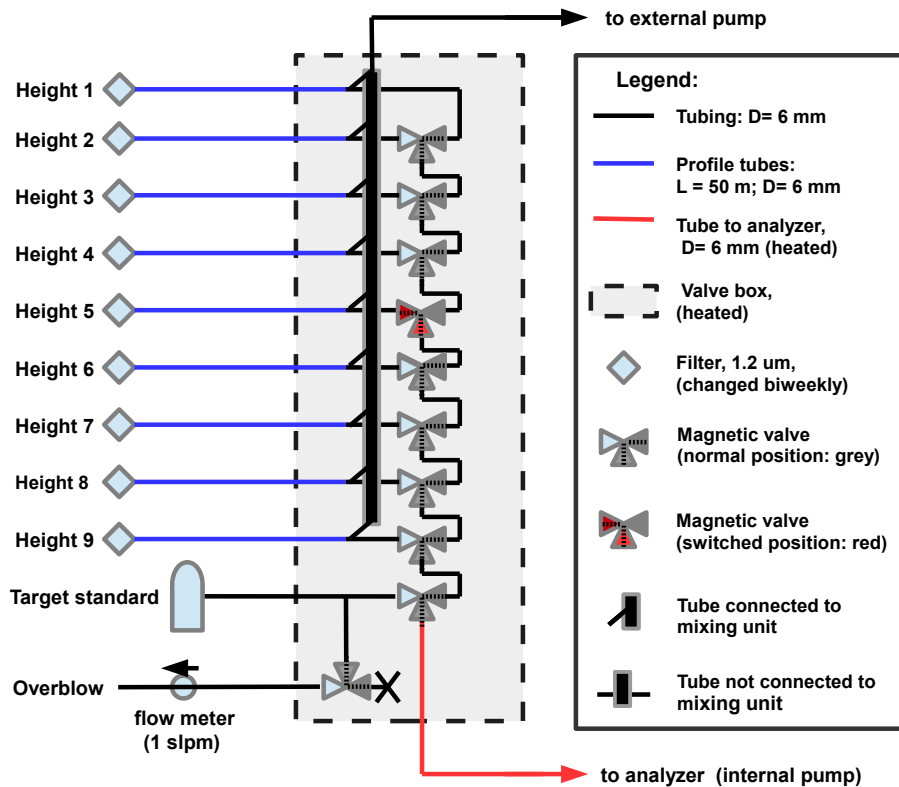 to external pump
Height 1
Height 2
Height 3
Height 4
Height 5
Height 6
Height 7
Height 8
Height 9
Target standard
Overblow
flow meter
(1 slpm)
to analyzer (internal pump)
Legend:
Tubing: D= 6 mm
Profile tubes:
L = 50 m; D= 6 mm
Tube to analyzer,
D= 6 mm (heated)
Valve box,
(heated)
Filter, 1.2 um,
(changed biweekly)
Magnetic valve
(normal position: grey)
Magnetic valve
(switched position: red)
Tube connected to
mixing unit
Tube not connected to
mixing unit